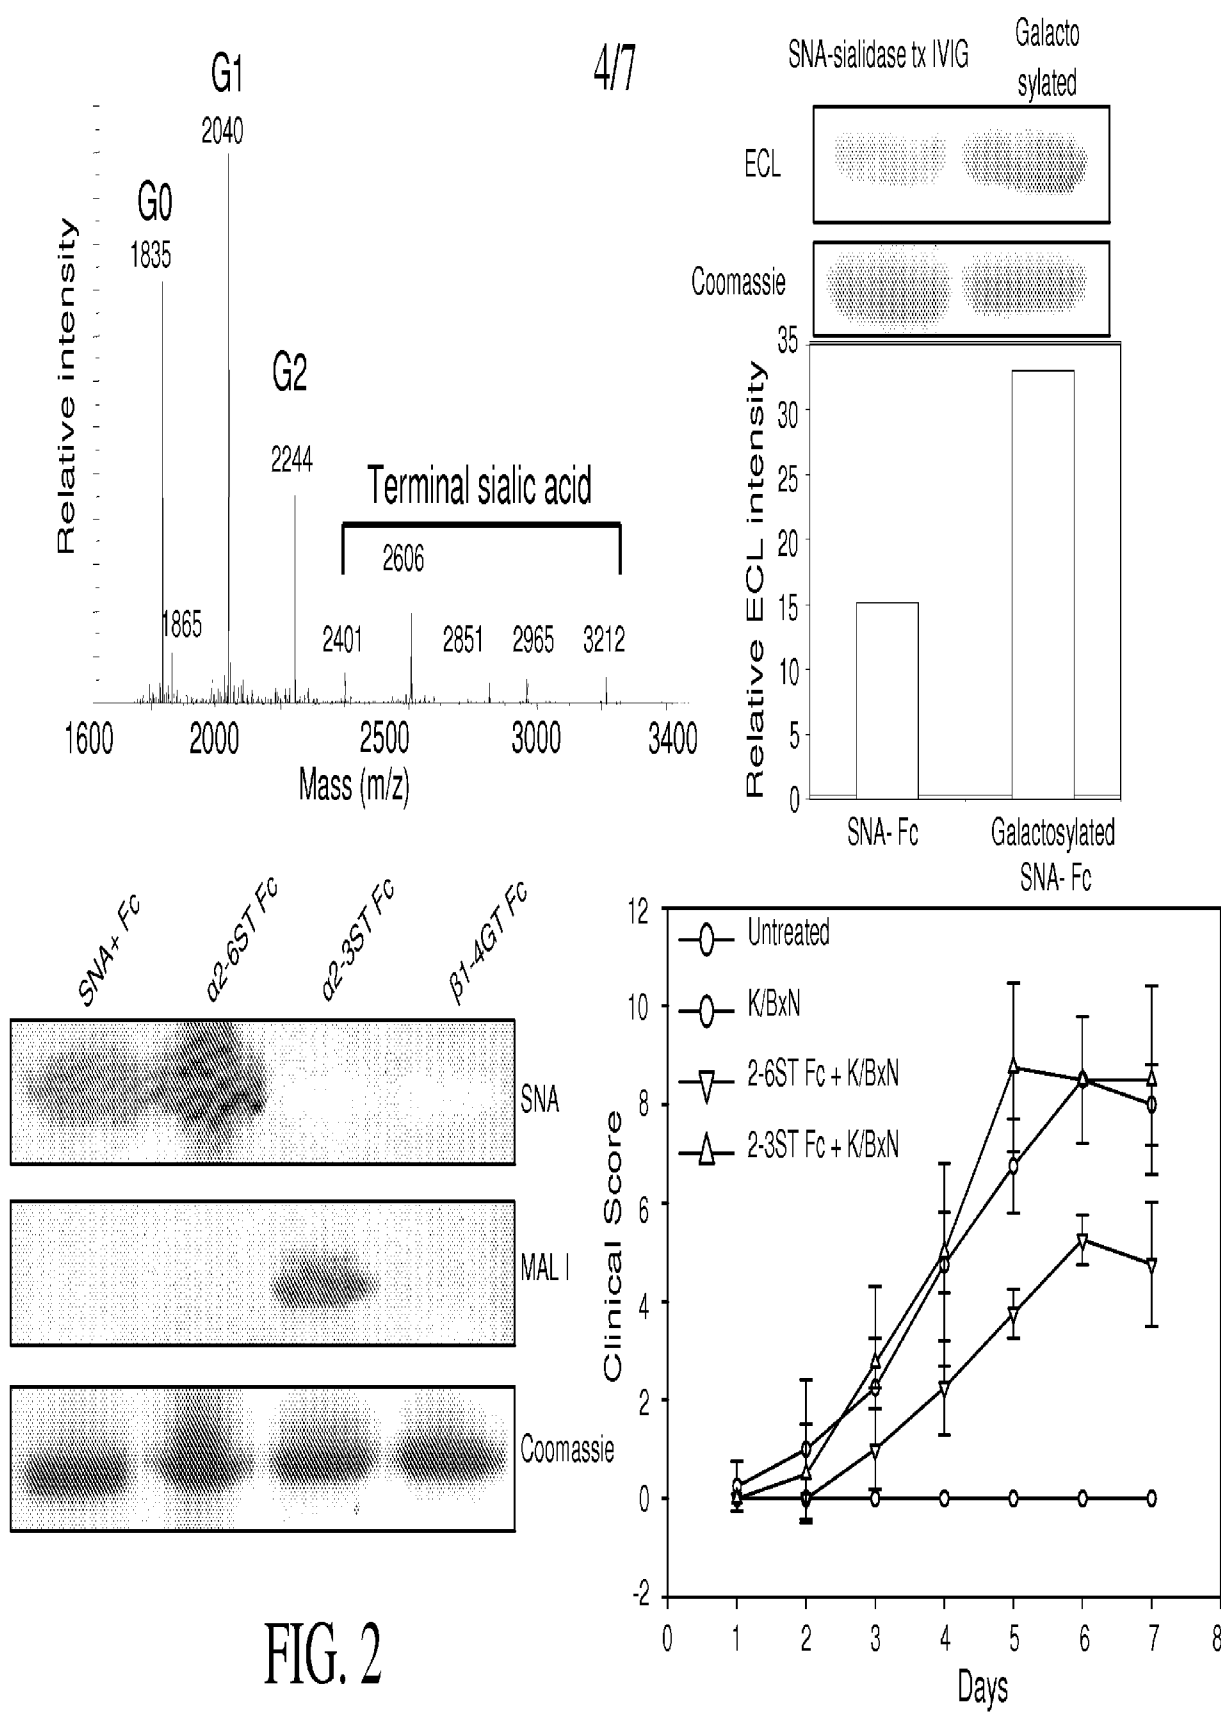 4/7
G1
2040
G0
1835
G2
2244
Terminal sialic acid
2606
1865
2401
2851
2965
3212
Relative intensity
1600
2000
2500
3000
3400
Mass (m/z)
SNA-sialidase tx IVIG
Galacto
sylated
ECL
Coomassie
35
30
25
20
15
10
5
0
Relative ECL intensity
SNA- Fc
Galactosylated
SNA- Fc
SNA+ Fc
α2-6ST Fc
α2-3ST Fc
β1-4GT Fc
SNA
MAL I
Coomassie
12
10
8
6
4
2
0
-2
Clinical Score
Untreated
K/BxN
2-6ST Fc + K/BxN
2-3ST Fc + K/BxN
0
1
2
3
4
5
6
7
8
Days
FIG. 2